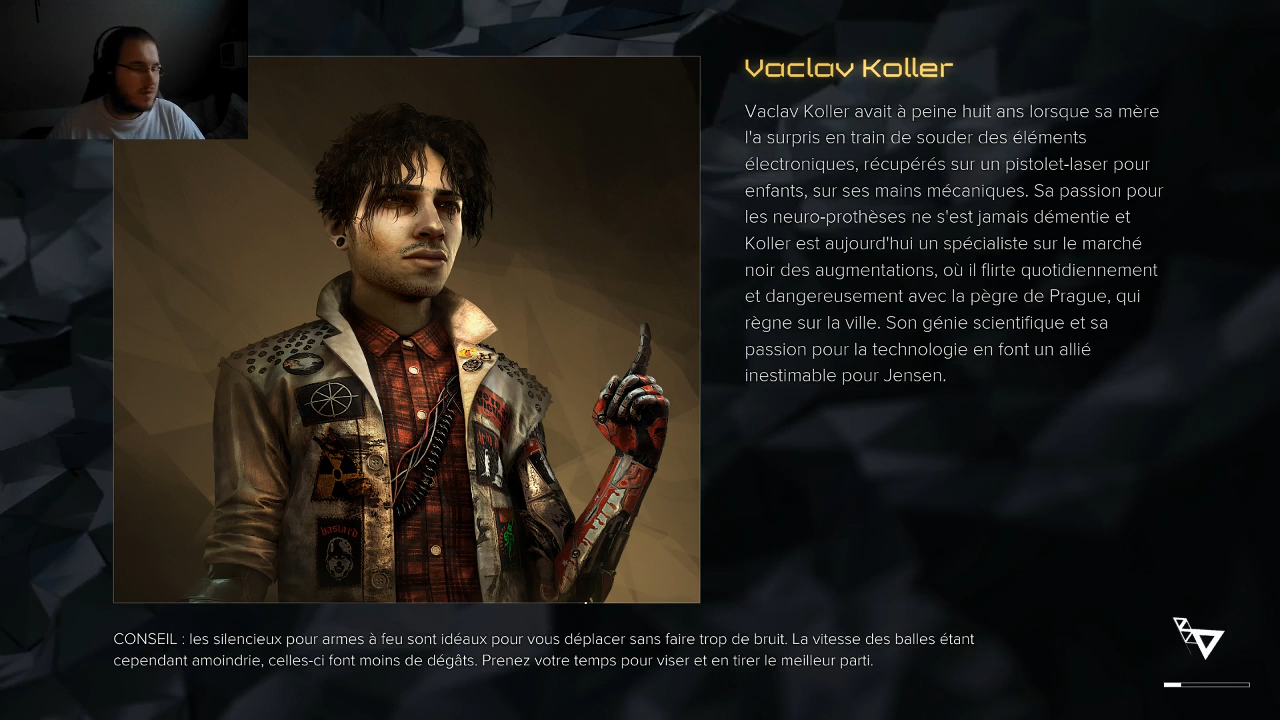 Vaclav Koller
Vaclav Koller avait à peine huit ans lorsque sa mère
l'a surpris en train de souder des éléments
électroniques, récupérés sur un pistolet-laser pour
enfants, sur ses mains mécaniques. Sa passion pour
les neuro-prothèses ne s'est jamais démentie et
Koller est aujourd'hui un spécialiste sur le marché
noir des augmentations, où il flirte quotidiennement
et dangereusement avec la pègre de Prague, qui
règne sur la ville. Son génie scientifique et sa
passion pour la technologie en font un allié
inestimable pour Jensen.
bastard
CONSEIL : les silencieux pour armes à feu sont idéaux pour vous déplacer sans faire trop de bruit. La vitesse des balles étant
cependant amoindrie, celles-ci font moins de dégâts. Prenez votre temps pour viser et en tirer le meilleur parti.